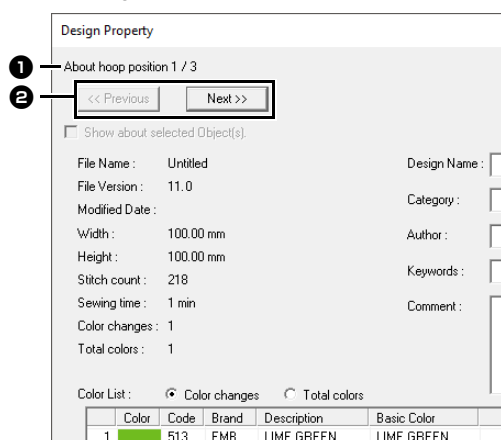 Design Property
❶ About hoop position 1 / 3
❷ << Previous Next >>
Show about selected Object(s).
File Name : Untitled Design Name :
File Version : 11.0
Category :
Modified Date :
Width : 100.00 mm Author :
Height : 100.00 mm
Keywords :
Stitch count : 218
Sewing time : 1 min Comment :
Color changes : 1
Total colors : 1
Color List : Color changes Total colors
Color Code Brand Description Basic Color
1 513 EMB LIME GREEN LIME GREEN